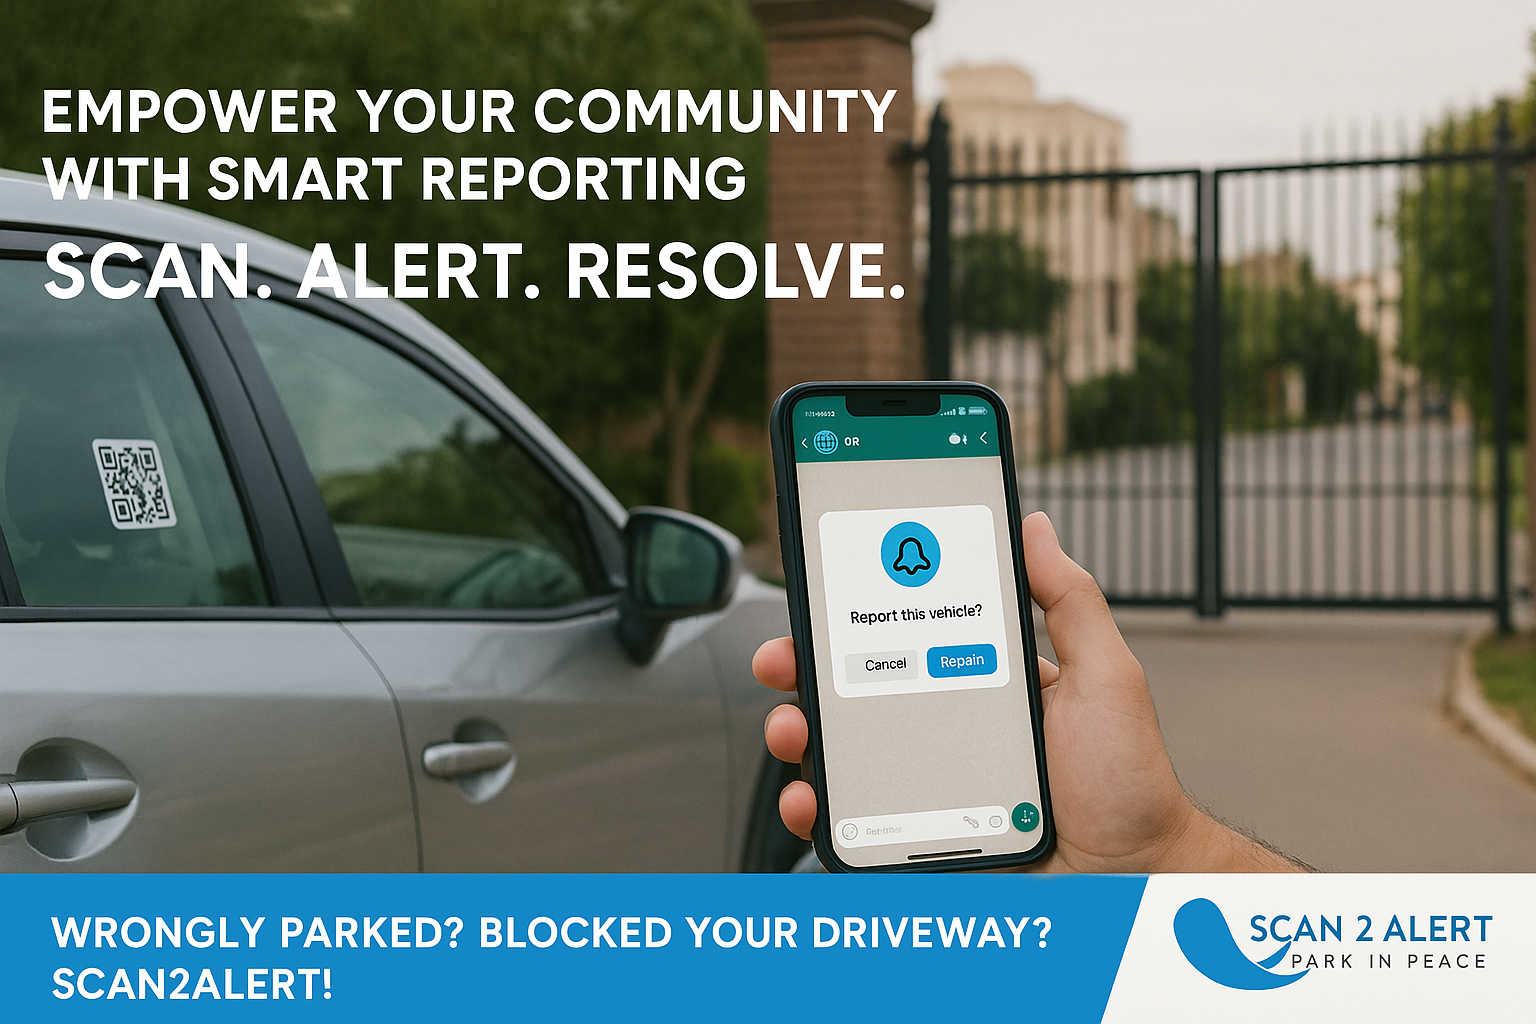 EMPOWER YOUR COMMUNITY
WITH SMART REPORTING
SCAN. ALERT. RESOLVE.
OR
Report this vehicle?
Cancel
Repain
WRONGLY PARKED? BLOCKED YOUR DRIVEWAY?
SCAN2ALERT!
SCAN 2 ALERT
PARK IN PEACE